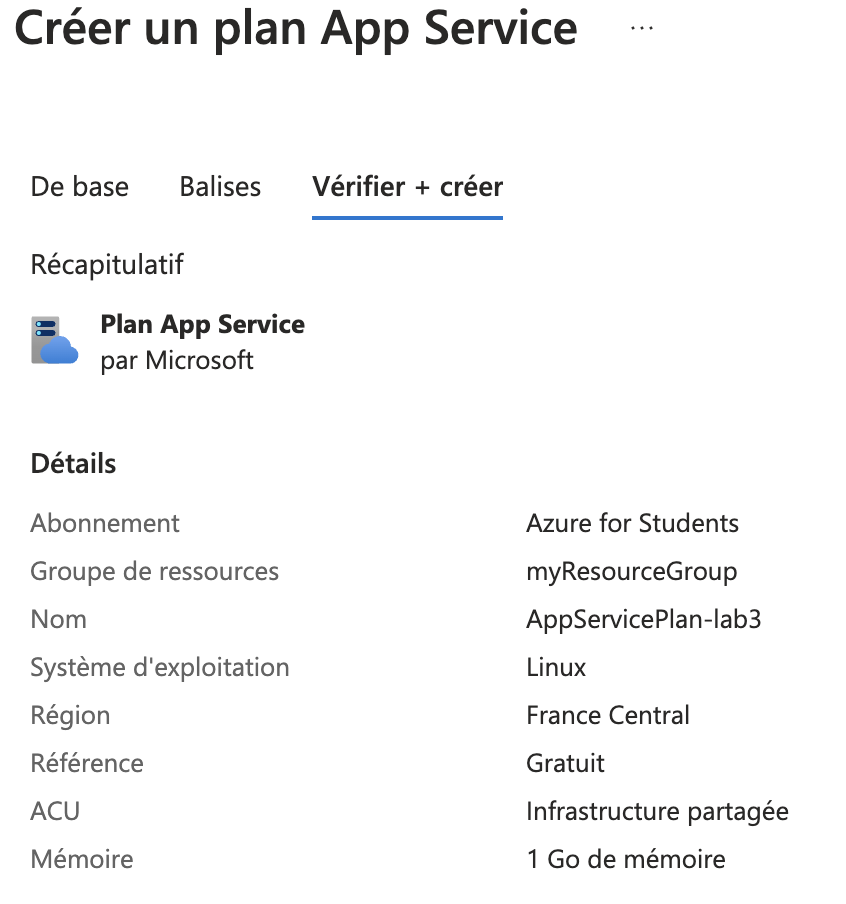 Créer un plan App Service ...
De base Balises Vérifier + créer
Récapitulatif
Plan App Service
par Microsoft
Détails
Abonnement Azure for Students
Groupe de ressources myResourceGroup
Nom AppServicePlan-lab3
Système d'exploitation Linux
Région France Central
Référence Gratuit
ACU Infrastructure partagée
Mémoire 1 Go de mémoire